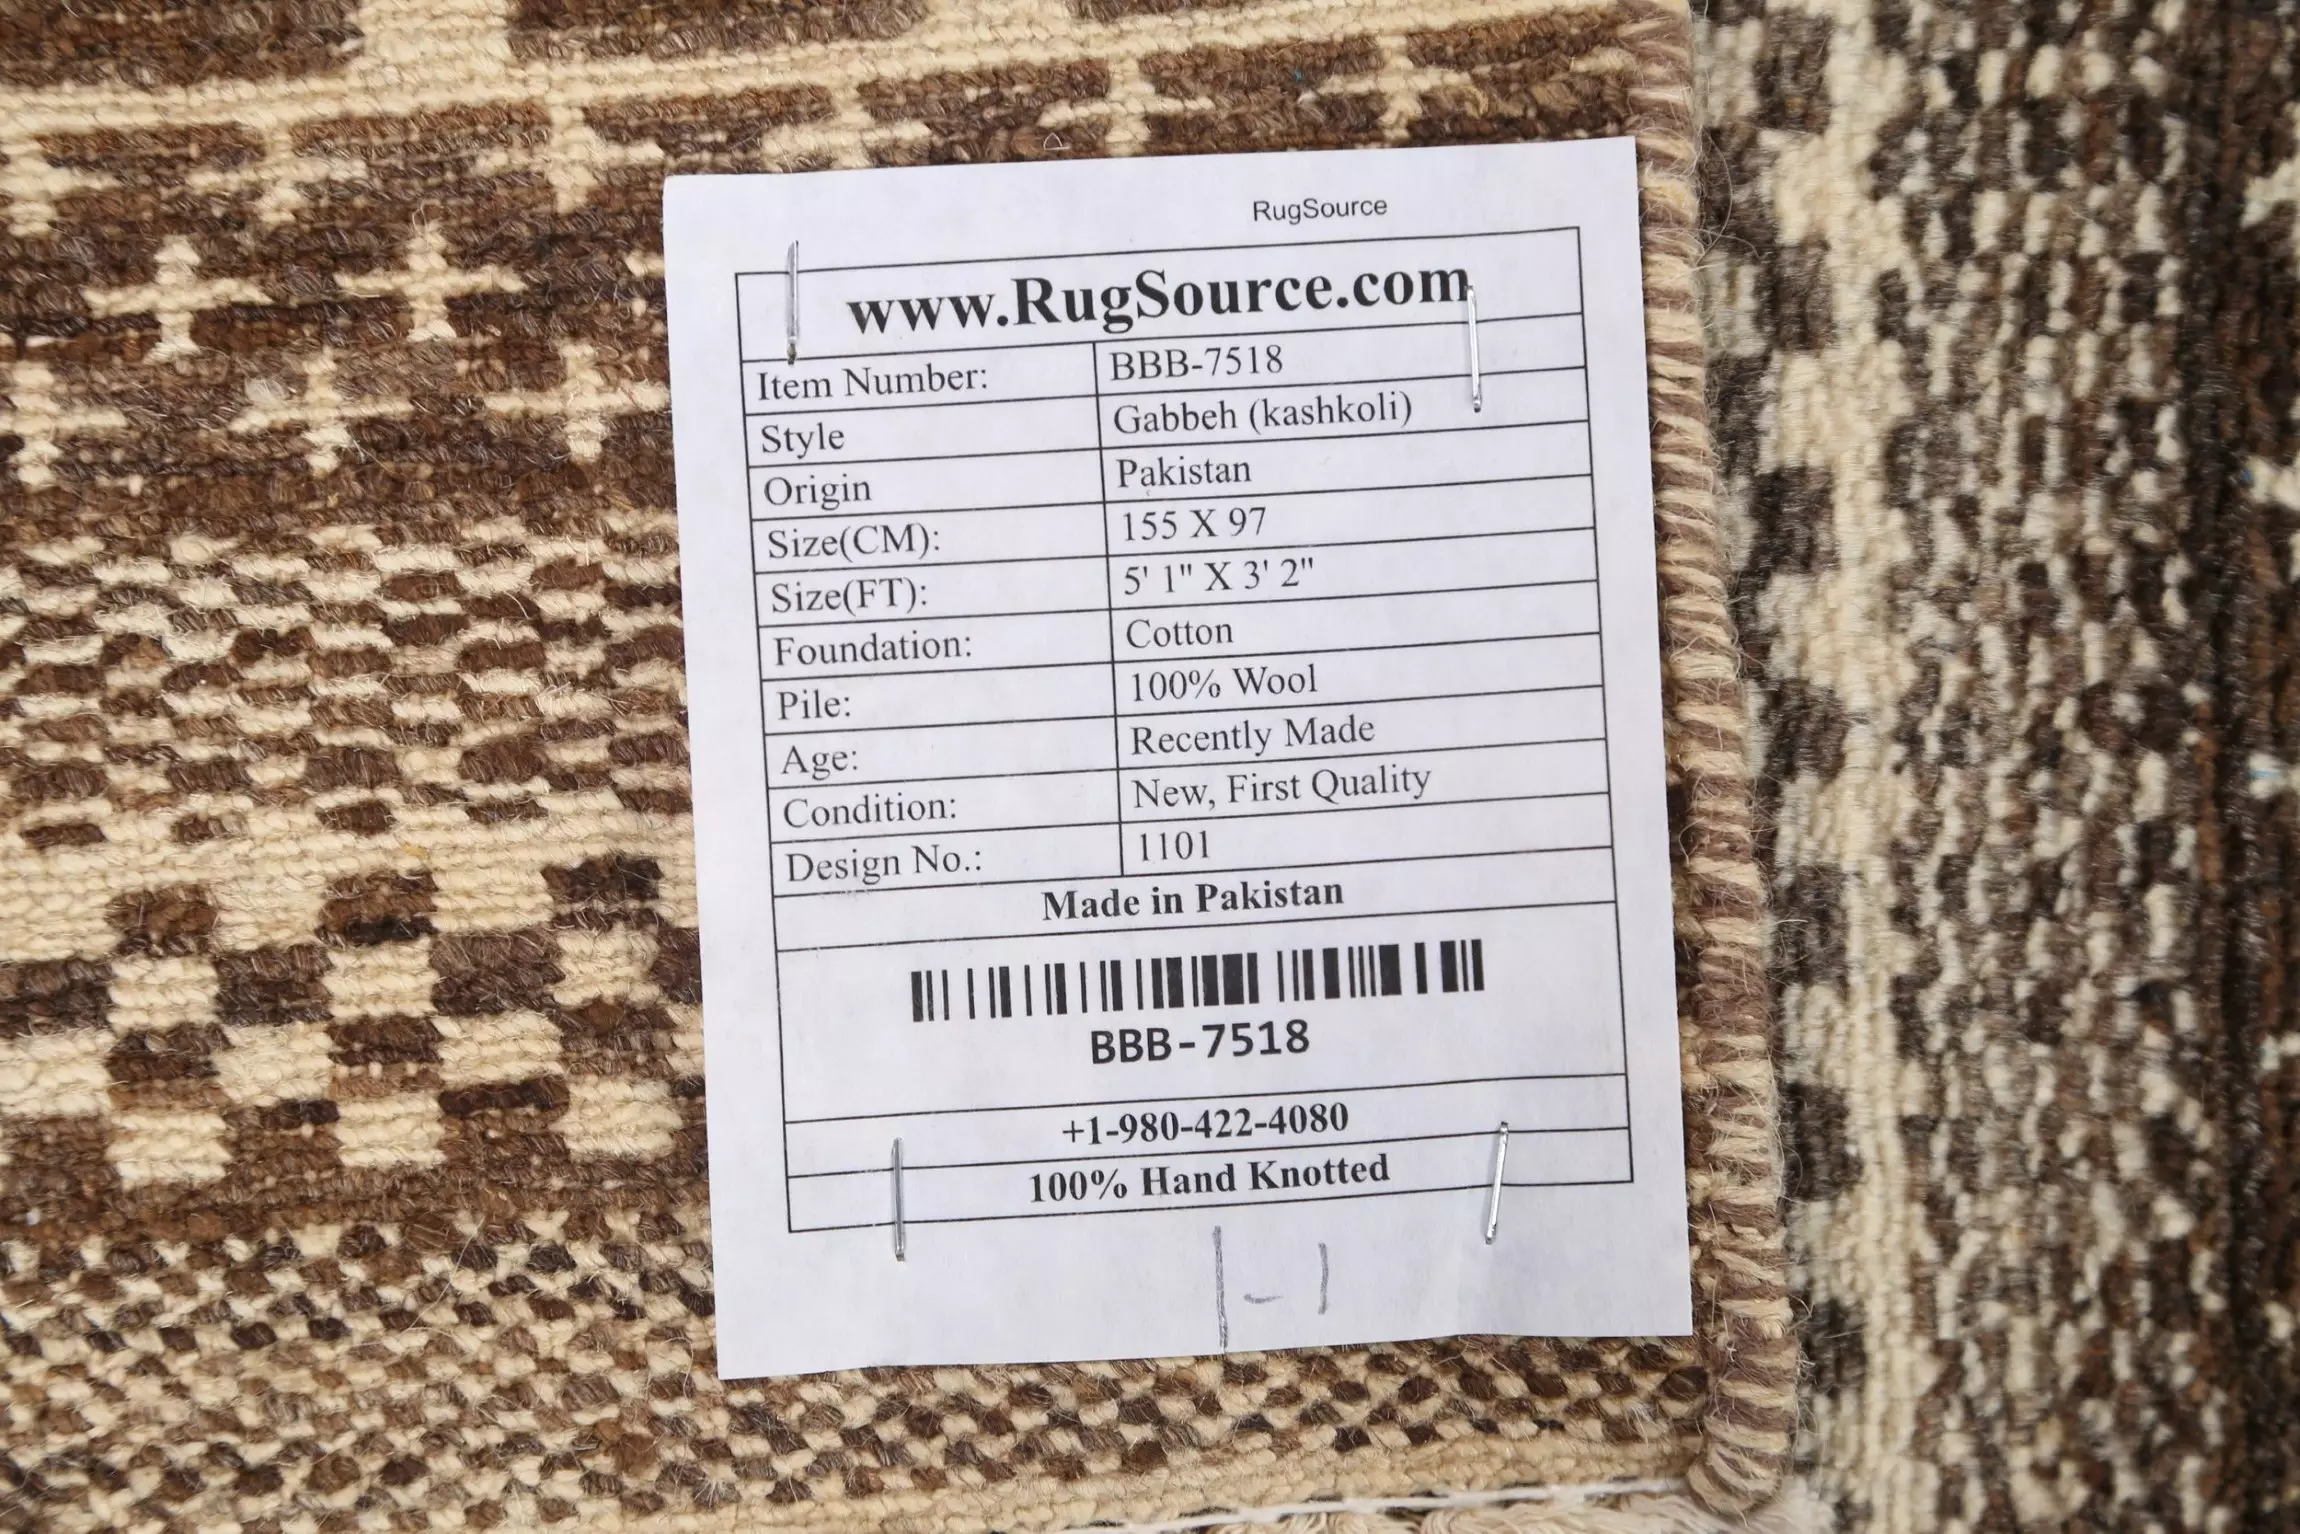 RugSource
www.RugSource.com
Item Number: BBB-7518
Style Gabbeh (kashkoli)
Origin Pakistan
Size(CM): 155 X 97
Size(FT): 5' 1" X 3' 2"
Foundation: Cotton
Pile: 100% Wool
Age: Recently Made
Condition: New, First Quality
Design No.: 1101
Made in Pakistan
BBB-7518
+1-980-422-4080
100% Hand Knotted
1-1